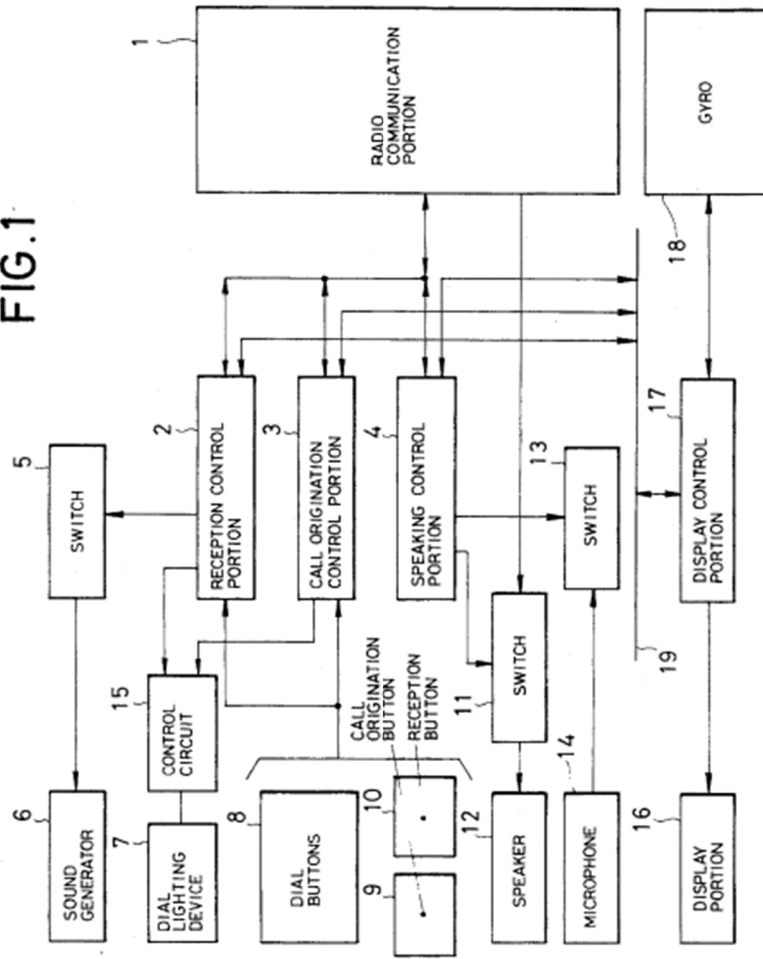 FIG.1
1
RADIO
COMMUNICATION
PORTION
GYRO
18
2
RECEPTION CONTROL
PORTION
3
CALL ORIGINATION
CONTROL PORTION
4
SPEAKING CONTROL
PORTION
5
SWITCH
13
SWITCH
17
DISPLAY CONTROL
PORTION
19
15
CONTROL
CIRCUIT
11
SWITCH
CALL
ORIGINATION
BUTTON
RECEPTION
BUTTON
6
SOUND
GENERATOR
7
DIAL
LIGHTING
DEVICE
8
DIAL
BUTTONS
9
10
12
SPEAKER
14
MICROPHONE
16
DISPLAY
PORTION